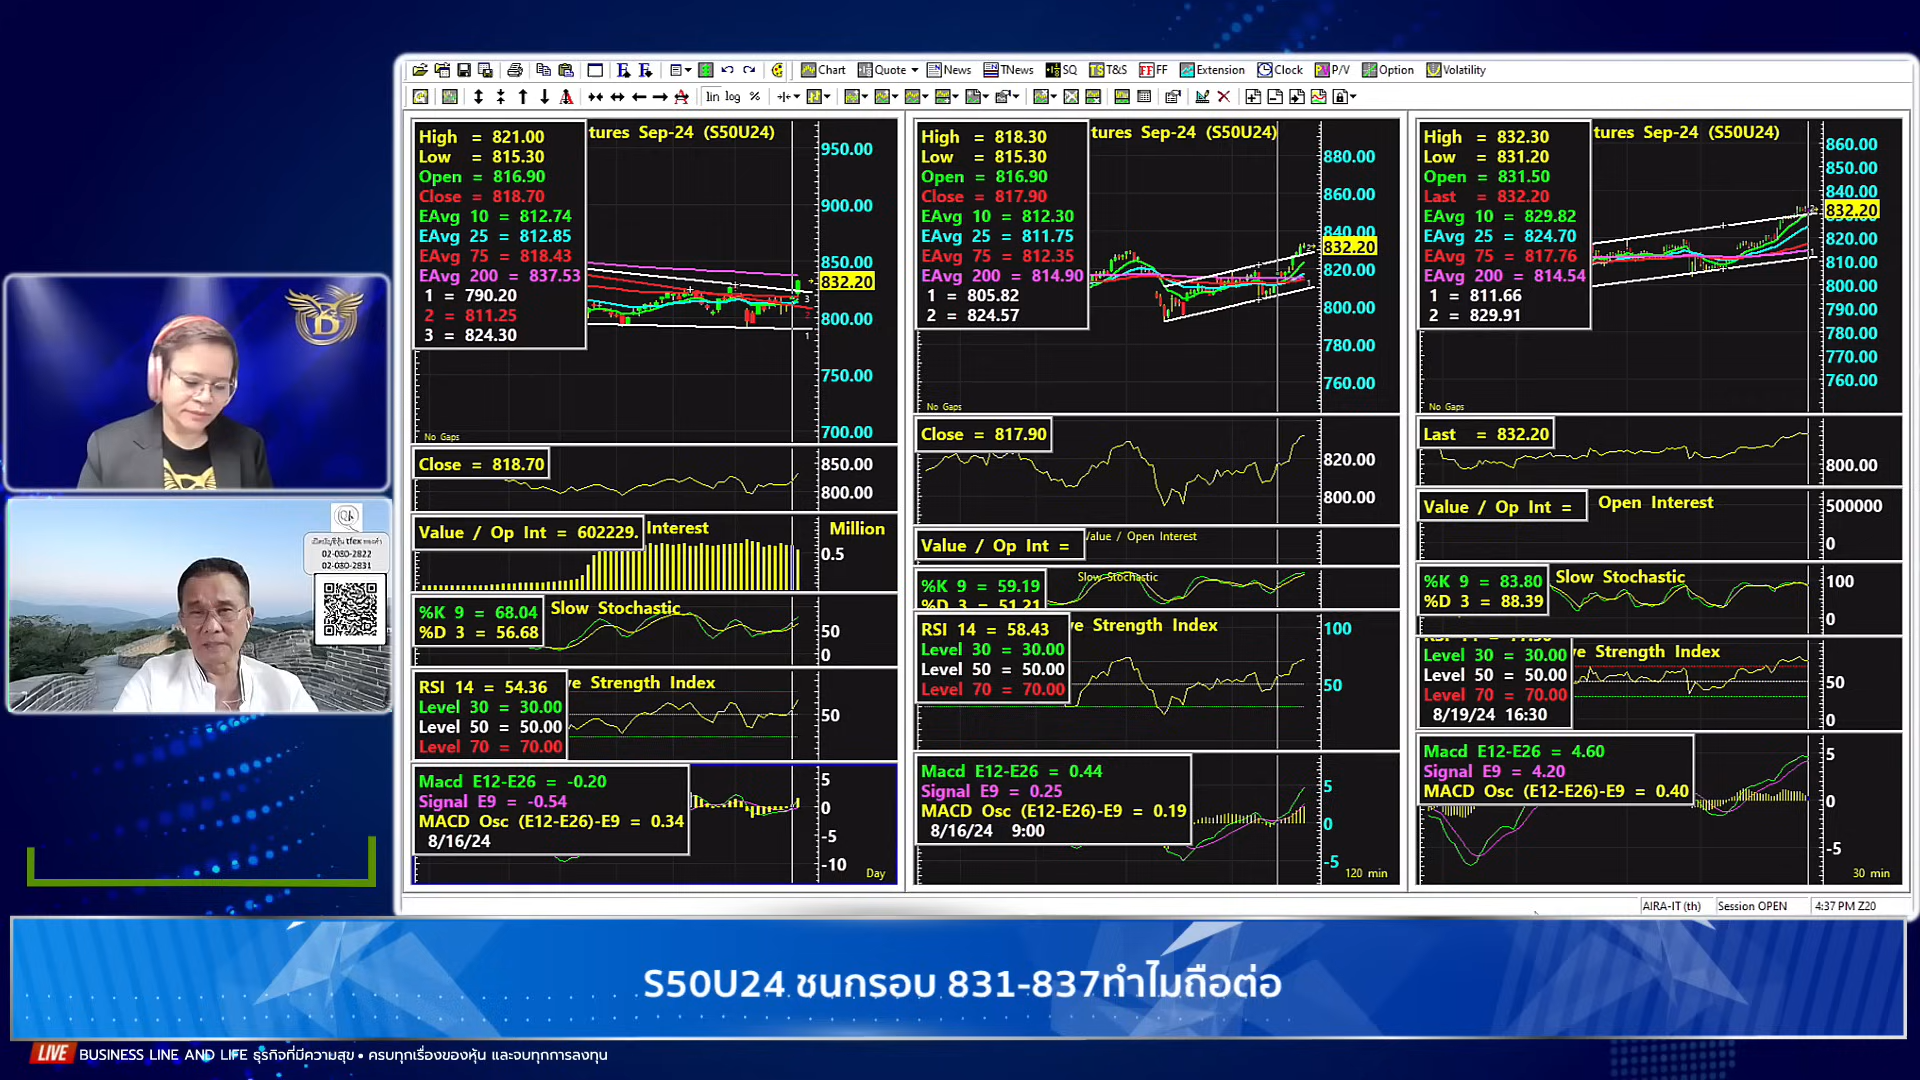 Chart Quote News TNews SQ T&S FF Extension Clock P/V Option Volatility
lin log %
High = 821.00
Low = 815.30
Open = 816.90
Close = 818.70
EAvg 10 = 812.74
EAvg 25 = 812.85
EAvg 75 = 818.43
EAvg 200 = 837.53
1 = 790.20
2 = 811.25
3 = 824.30
tures Sep-24 (S50U24)
950.00
900.00
850.00
832.20
800.00
750.00
700.00
3
2
1
No Gaps
Close = 818.70
850.00
800.00
Value / Op Int = 602229.
Interest
Million
0.5
%K 9 = 68.04
%D 3 = 56.68
Slow Stochastic
50
0
RSI 14 = 54.36
Level 30 = 30.00
Level 50 = 50.00
Level 70 = 70.00
ve Strength Index
50
Macd E12-E26 = -0.20
Signal E9 = -0.54
MACD Osc (E12-E26)-E9 = 0.34
8/16/24
5
0
-5
-10
Day
High = 818.30
Low = 815.30
Open = 816.90
Close = 817.90
EAvg 10 = 812.30
EAvg 25 = 811.75
EAvg 75 = 812.35
EAvg 200 = 814.90
1 = 805.82
2 = 824.57
tures Sep-24 (S50U24)
880.00
860.00
840.00
832.20
820.00
800.00
780.00
760.00
No Gaps
Close = 817.90
820.00
800.00
Value / Op Int =
Value / Open Interest
%K 9 = 59.19
%D 3 = 51.21
Slow Stochastic
RSI 14 = 58.43
Level 30 = 30.00
Level 50 = 50.00
Level 70 = 70.00
ve Strength Index
100
50
Macd E12-E26 = 0.44
Signal E9 = 0.25
MACD Osc (E12-E26)-E9 = 0.19
8/16/24 9:00
5
0
-5
120 min
High = 832.30
Low = 831.20
Open = 831.50
Last = 832.20
EAvg 10 = 829.82
EAvg 25 = 824.70
EAvg 75 = 817.76
EAvg 200 = 814.54
1 = 811.66
2 = 829.91
tures Sep-24 (S50U24)
860.00
850.00
840.00
832.20
820.00
810.00
800.00
790.00
780.00
770.00
760.00
No Gaps
Last = 832.20
800.00
Value / Op Int =
Open Interest
500000
0
%K 9 = 83.80
%D 3 = 88.39
Slow Stochastic
100
0
Level 30 = 30.00
Level 50 = 50.00
Level 70 = 70.00
8/19/24 16:30
ve Strength Index
50
0
Macd E12-E26 = 4.60
Signal E9 = 4.20
MACD Osc (E12-E26)-E9 = 0.40
5
0
-5
30 min
AIRA-IT (th) Session OPEN 4:37 PM Z20
02-080-2822
02-080-2831
S50U24 ชนกรอบ 831-837ทำไมถือต่อ
LIVE BUSINESS LINE AND LIFE ธุรกิจที่มีความสุข • ครบทุกเรื่องของหุ้น และจบทุกการลงทุน